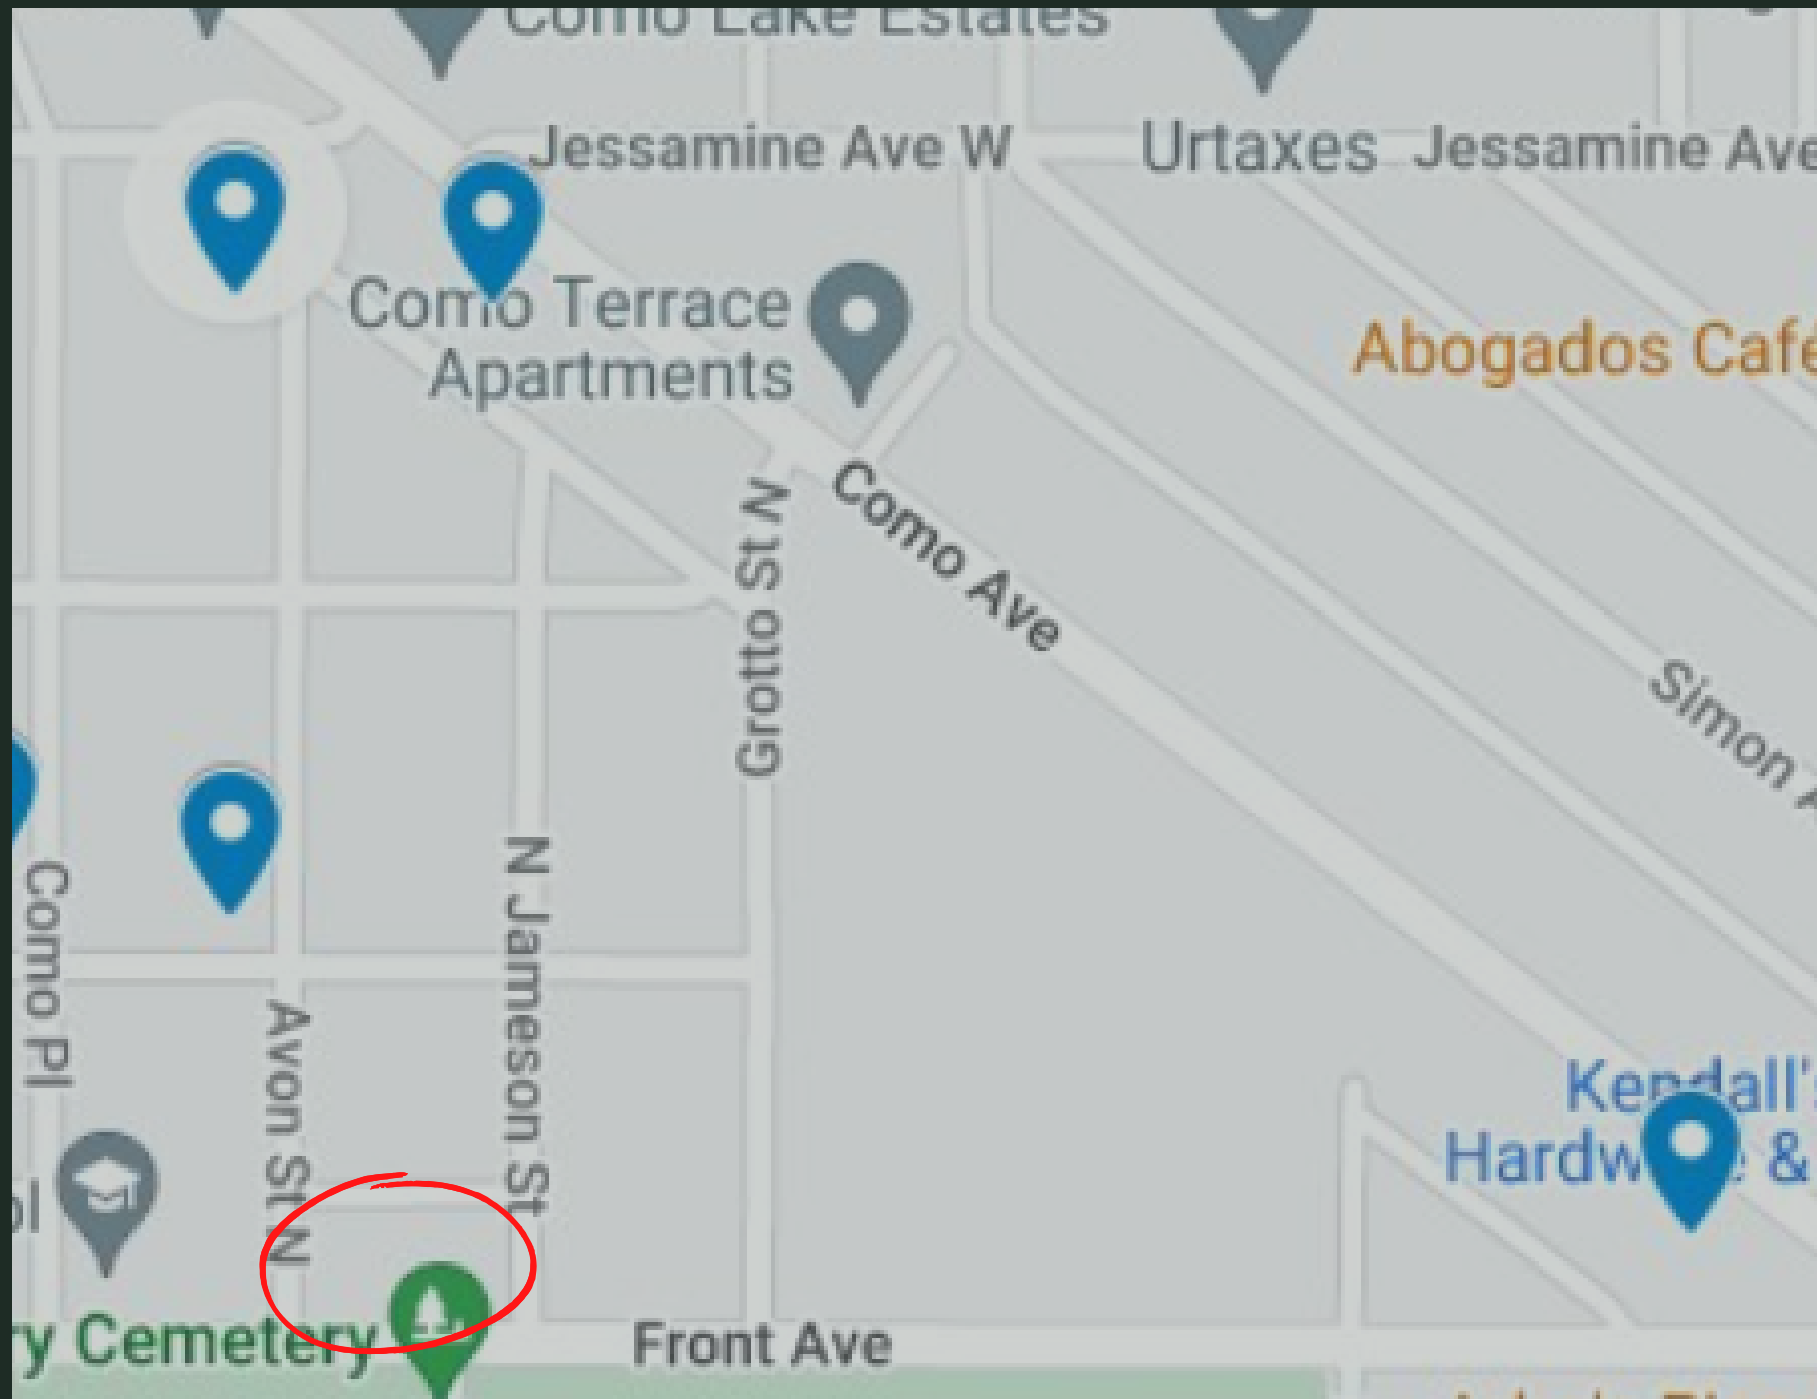 Como Lake Estates
Jessamine Ave W
Urtaxes
Jessamine Ave
Como Terrace
Apartments
Abogados Café
Grotto St N
Como Ave
Simon
Como Pl
N Jameson St
Avon St N
Kendall's
&
Cemetery
Front Ave